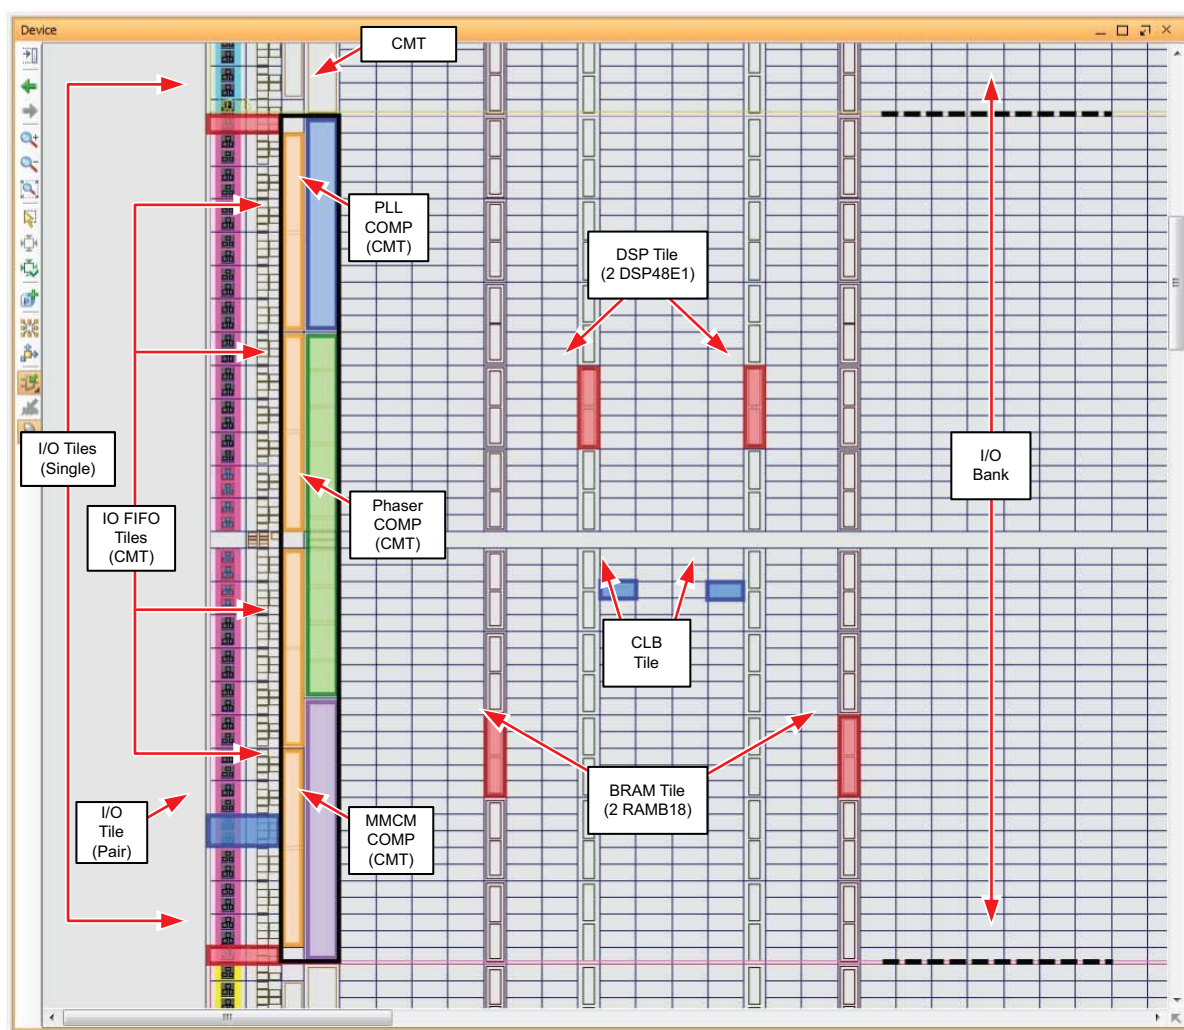 Device
CMT
PLL
COMP
(CMT)
DSP Tile
(2 DSP48E1)
I/O Tiles
(Single)
I/O
Bank
Phaser
COMP
(CMT)
IO FIFO
Tiles
(CMT)
CLB
Tile
BRAM Tile
(2 RAMB18)
I/O
Tile
(Pair)
MMCM
COMP
(CMT)